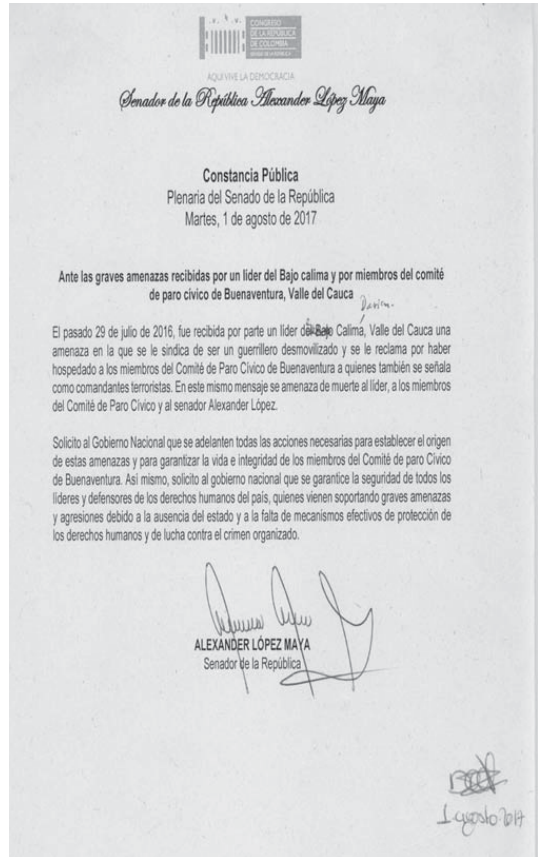 CONGRESO
DE LA REPÚBLICA
DE COLOMBIA
AQUÍ VIVE LA DEMOCRACIA
Senador de la República Alexander López Maya
Constancia Pública
Plenaria del Senado de la República
Martes, 1 de agosto de 2017
Ante las graves amenazas recibidas por un líder del Bajo calima y por miembros del comité
de paro cívico de Buenaventura, Valle del Cauca
Darien.
El pasado 29 de julio de 2016, fue recibida por parte un líder del Bajo Calima, Valle del Cauca una
amenaza en la que se le sindica de ser un guerrillero desmovilizado y se le reclama por haber
hospedado a los miembros del Comité de Paro Cívico de Buenaventura a quienes también se señala
como comandantes terroristas. En este mismo mensaje se amenaza de muerte al líder, a los miembros
del Comité de Paro Cívico y al senador Alexander López.
Solicito al Gobierno Nacional que se adelanten todas las acciones necesarias para establecer el origen
de estas amenazas y para garantizar la vida e integridad de los miembros del Comité de paro Cívico
de Buenaventura. Así mismo, solicito al gobierno nacional que se garantice la seguridad de todos los
líderes y defensores de los derechos humanos del país, quienes vienen soportando graves amenazas
y agresiones debido a la ausencia del estado y a la falta de mecanismos efectivos de protección de
los derechos humanos y de lucha contra el crimen organizado.
ALEXANDER LÓPEZ MAYA
Senador de la República
1 agosto 2017